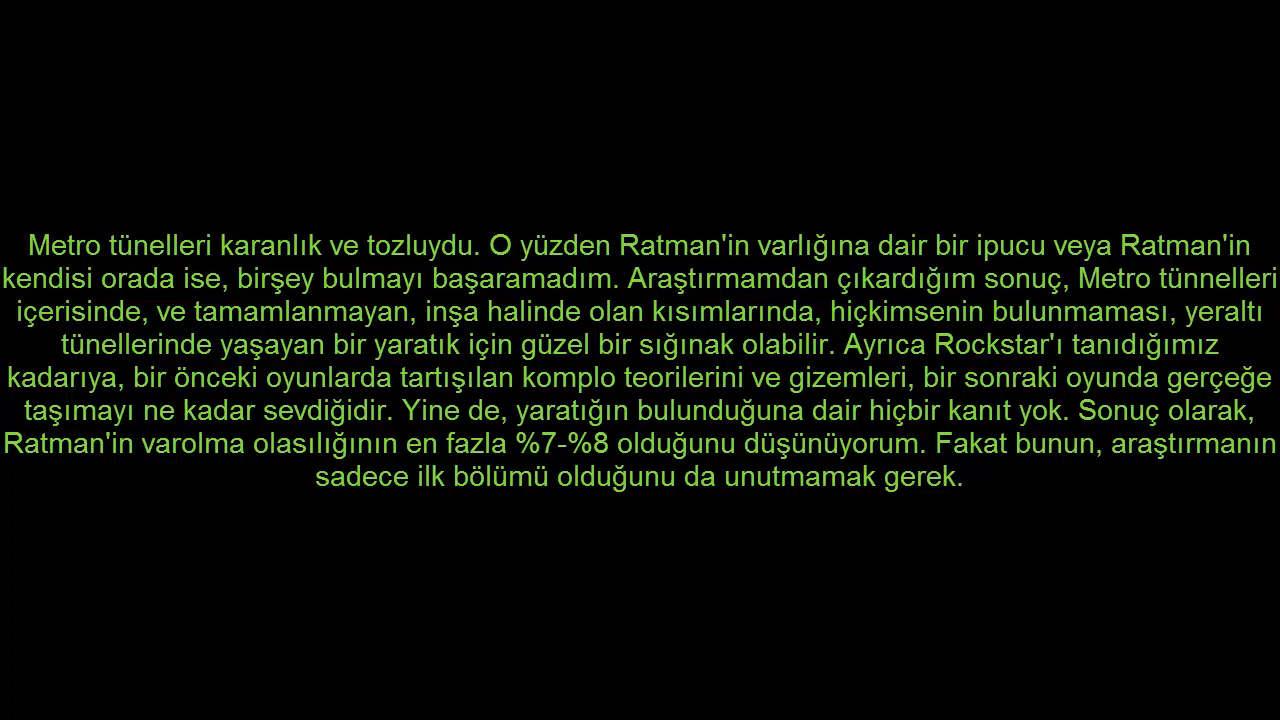 Metro tünelleri karanlık ve tozluydu. O yüzden Ratman'in varlığına dair bir ipucu veya Ratman'in
kendisi orada ise, birşey bulmayı başaramadım. Araştırmamdan çıkardığım sonuç, Metro tünnelleri
içerisinde, ve tamamlanmayan, inşa halinde olan kısımlarında, hiçkimsenin bulunmaması, yeraltı
tünellerinde yaşayan bir yaratık için güzel bir sığınak olabilir. Ayrıca Rockstar'ı tanıdığımız
kadarıya, bir önceki oyunlarda tartışılan komplo teorilerini ve gizemleri, bir sonraki oyunda gerçeğe
taşımayı ne kadar sevdiğidir. Yine de, yaratığın bulunduğuna dair hiçbir kanıt yok. Sonuç olarak,
Ratman'in varolma olasılığının en fazla %7-%8 olduğunu düşünüyorum. Fakat bunun, araştırmanın
sadece ilk bölümü olduğunu da unutmamak gerek.